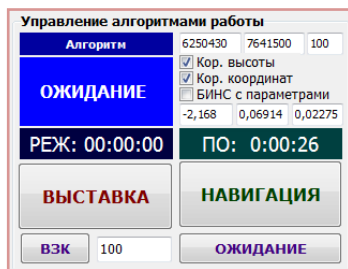 Управление алгоритмами работы
Алгоритм 6250430 7641500 100
Кор. высоты
Кор. координат
ОЖИДАНИЕ БИНС с параметрами
-2,168 0,06914 0,02275
РЕЖ: 00:00:00 ПО: 0:00:26
ВЫСТАВКА НАВИГАЦИЯ
ВЗК 100 ОЖИДАНИЕ